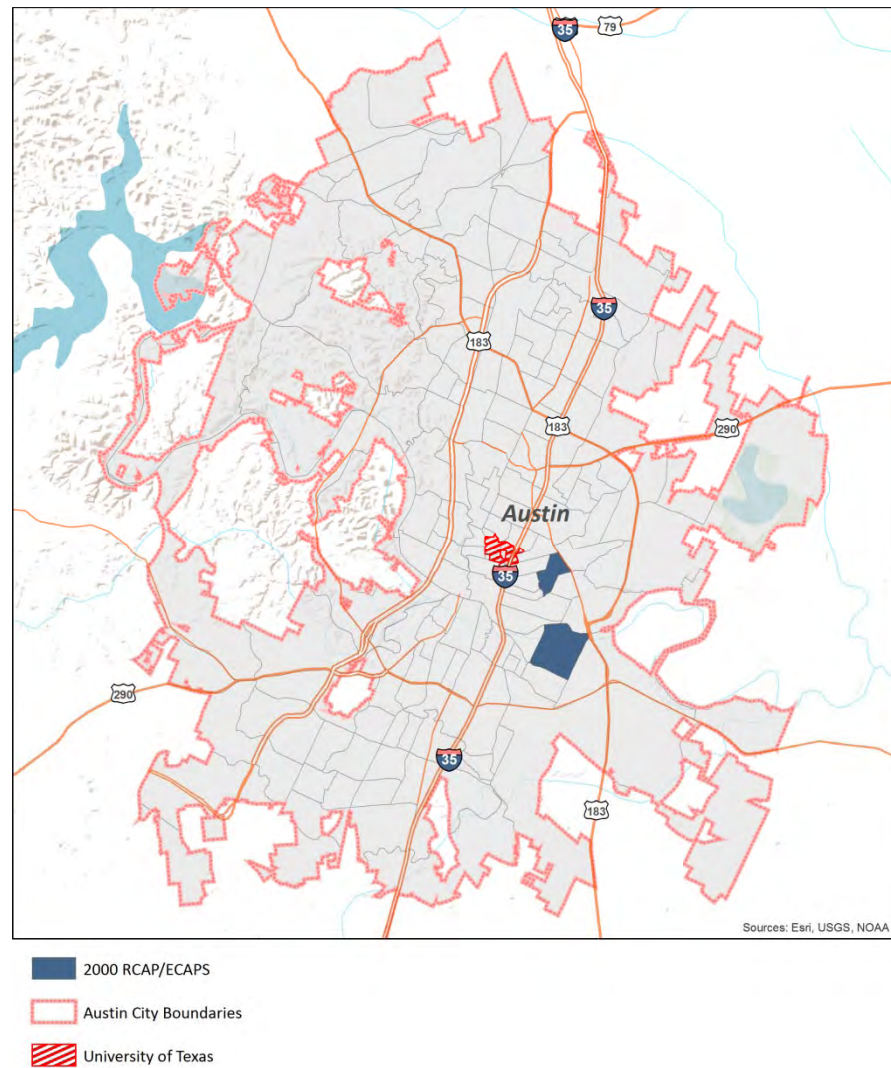 35
79
35
183
183
290
Austin
35
290
35
183
Sources: Esri, USGS, NOAA
2000 RCAP/ECAPS
Austin City Boundaries
University of Texas